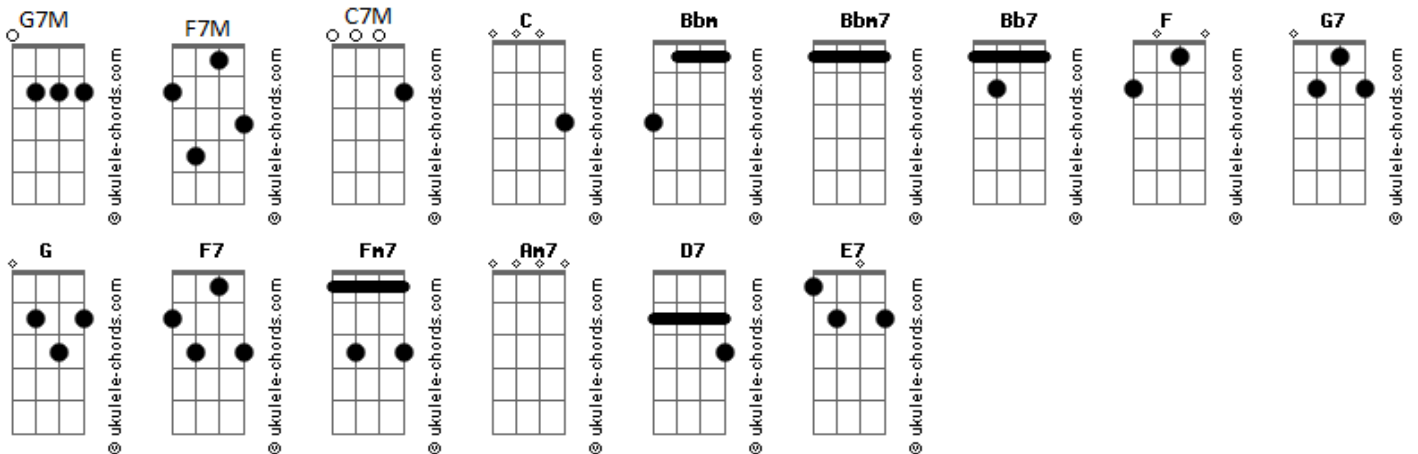 G7M F7M C7M C Bbm Bbm7 Bb7 F G7
© ukulele-chords.com © ukulele-chords.com © ukulele-chords.com © ukulele-chords.com © ukulele-chords.com © ukulele-chords.com © ukulele-chords.com © ukulele-chords.com © ukulele-chords.com
G F7 Fm7 Am7 D7 E7
© ukulele-chords.com © ukulele-chords.com © ukulele-chords.com © ukulele-chords.com © ukulele-chords.com © ukulele-chords.com